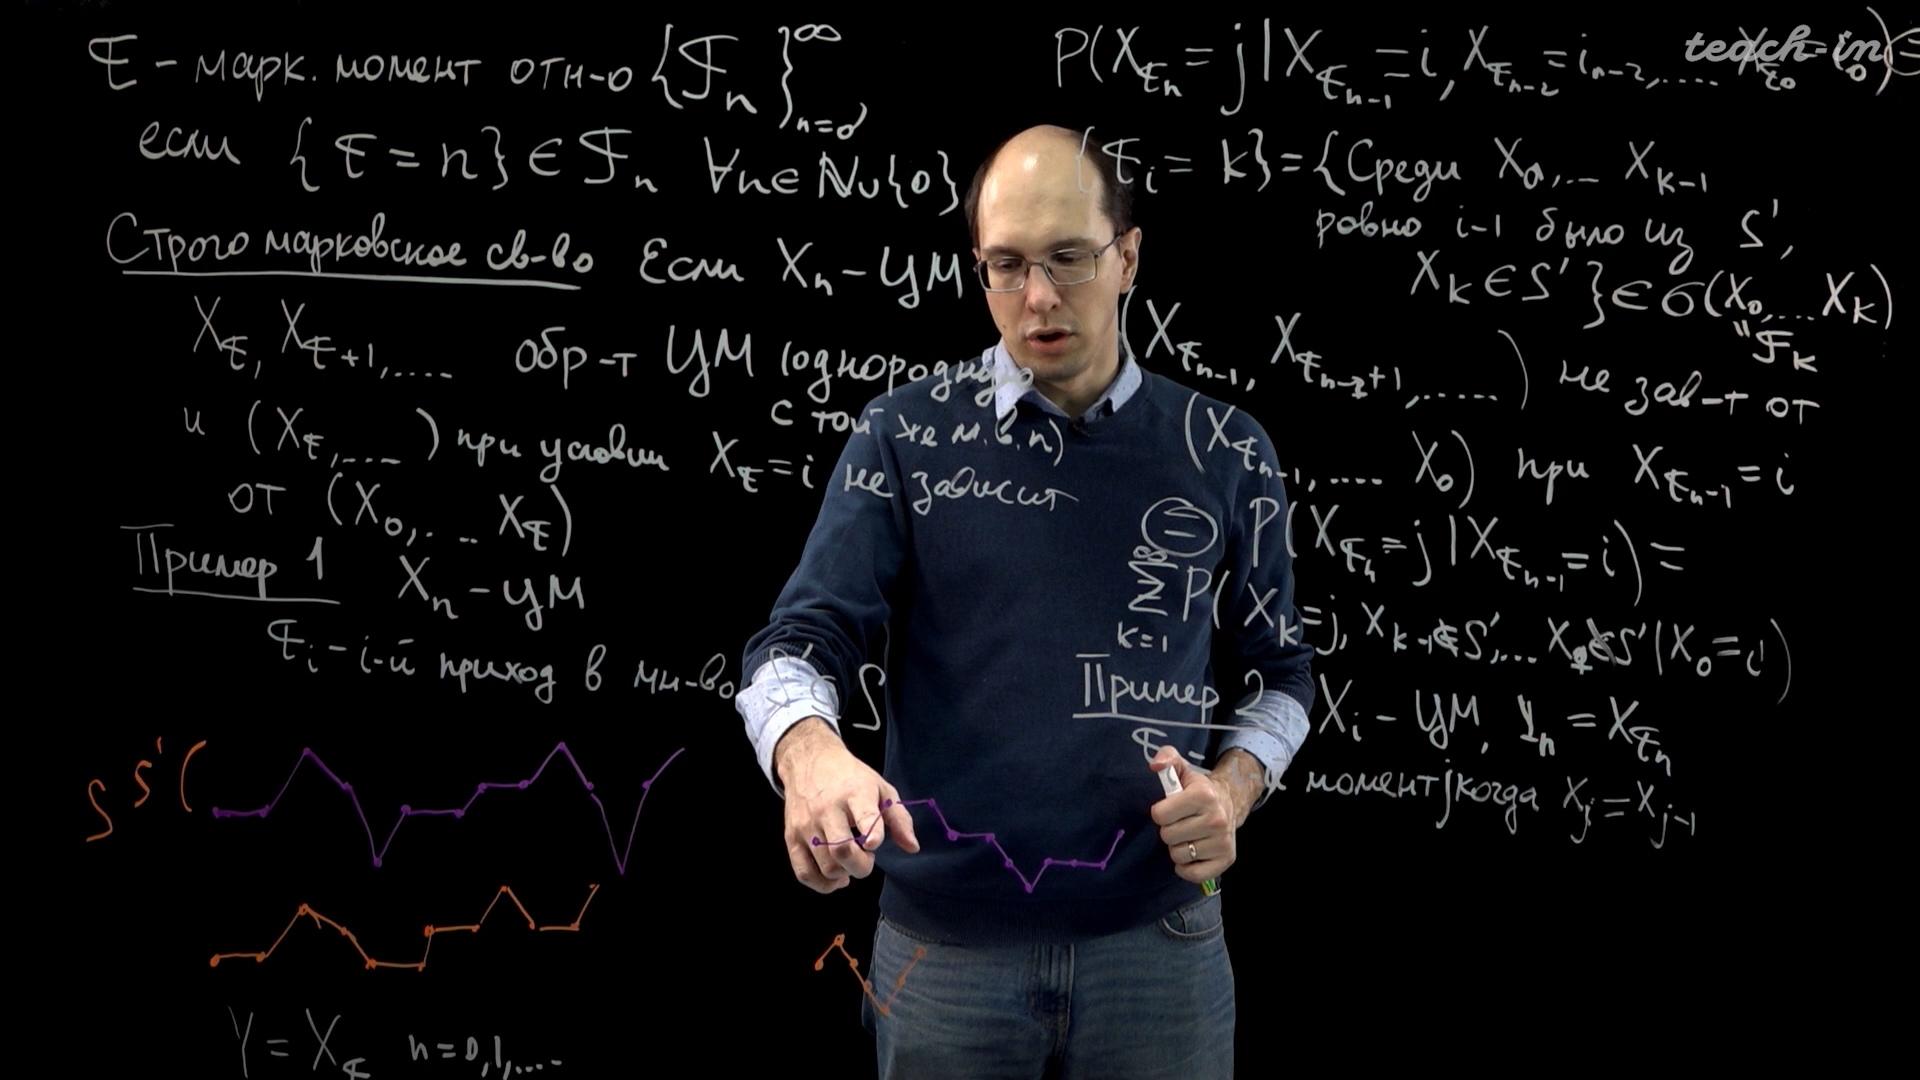 τ - марк. момент отн-о {𝓕_n}_{n=0}^∞
если {τ = n} ∈ 𝓕_n ∀n∈ℕ∪{0}
Строго марковское св-во Если X_n - ЦМ
X_τ, X_{τ+1},.... обр-т ЦМ (однородную
с той же м.в.п)
и (X_τ,....) при условии X_τ = i не зависит
от (X_0,... X_τ)
Пример 1 X_n - ЦМ
τ_i - i-й приход в мн-во S'⊂S
S S' (
Y = X_τ n=0,1,....
teach-in
P(X_{τ_n} = j | X_{τ_{n-1}} = i, X_{τ_{n-2}} = i_{n-2},.... X_{τ_0} = i_0) =
{τ_i = k} = {Среди X_0,... X_{k-1}
ровно i-1 было из S',
X_k ∈ S'} ∈ σ(X_0,... X_k)
" 𝓕_k
(X_{τ_{n-1}}, X_{τ_{n-1}+1},.....) не зав-т от
(X_{τ_{n-1}},.... X_0) при X_{τ_{n-1}} = i
= P(X_{τ_n} = j | X_{τ_{n-1}} = i) =
∑_{k=1}^∞ P(X_k = j, X_{k-1} ∉ S',... X_1 ∉ S' | X_0 = i)
Пример 2 X_i - ЦМ, Y_n = X_{τ_n}
момент j когда X_j = X_{j-1}